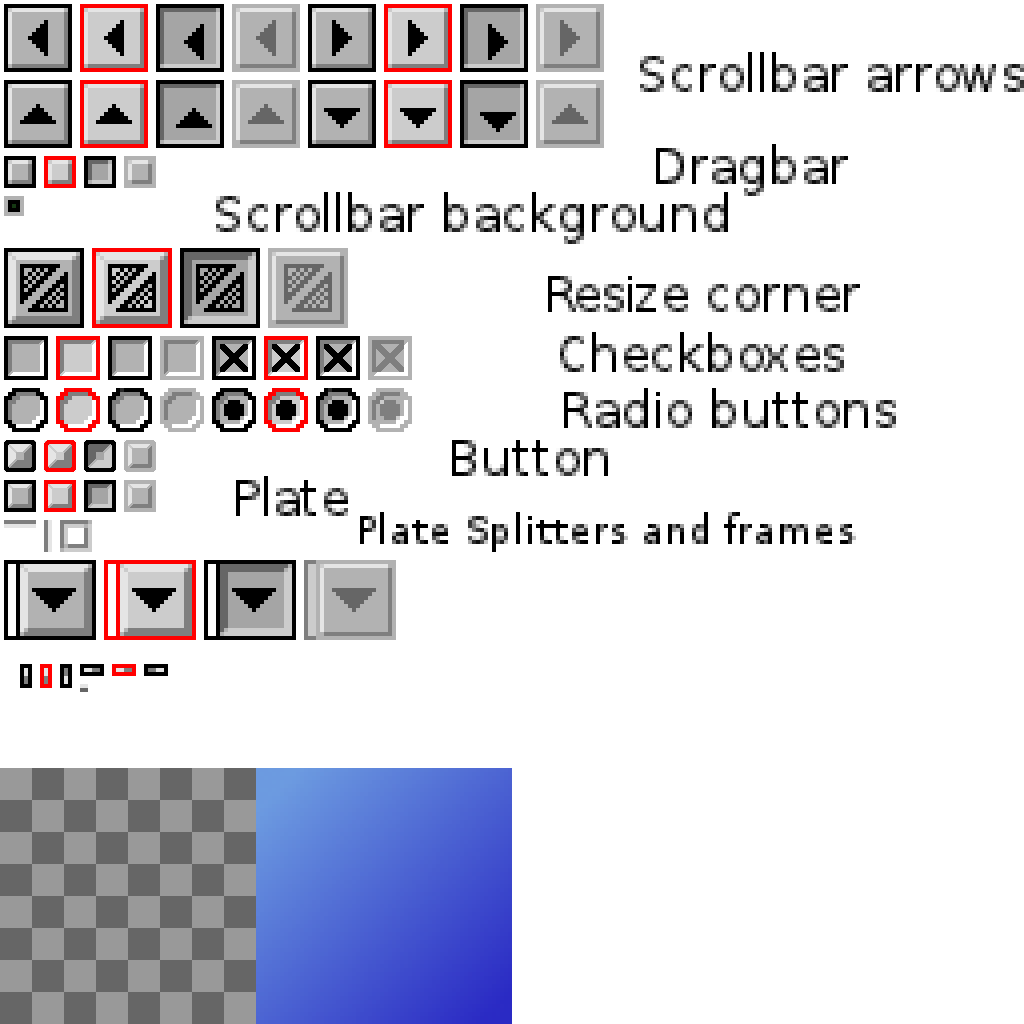 Scrollbar arrows
Dragbar
Scrollbar background
Resize corner
Checkboxes
Radio buttons
Button
Plate
Plate Splitters and frames